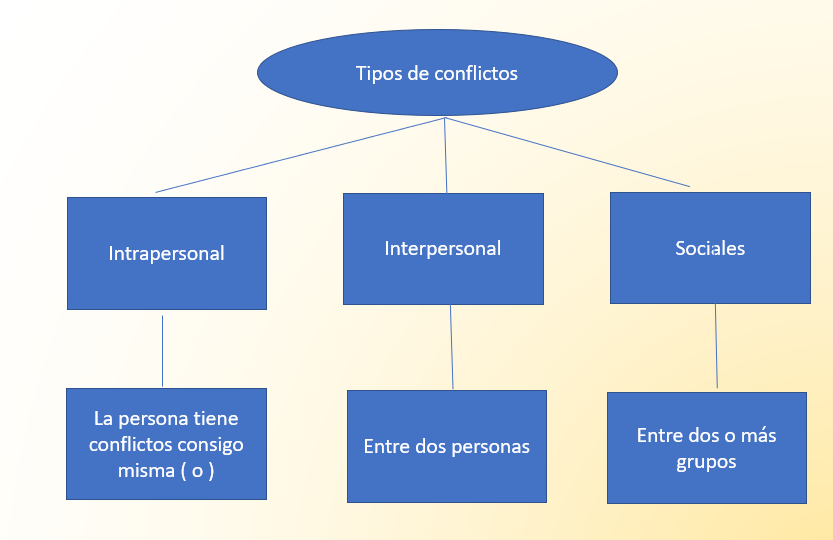 Tipos de conflictos
Intrapersonal
Interpersonal
Sociales
La persona tiene
conflictos consigo
misma ( o )
Entre dos personas
Entre dos o más
grupos